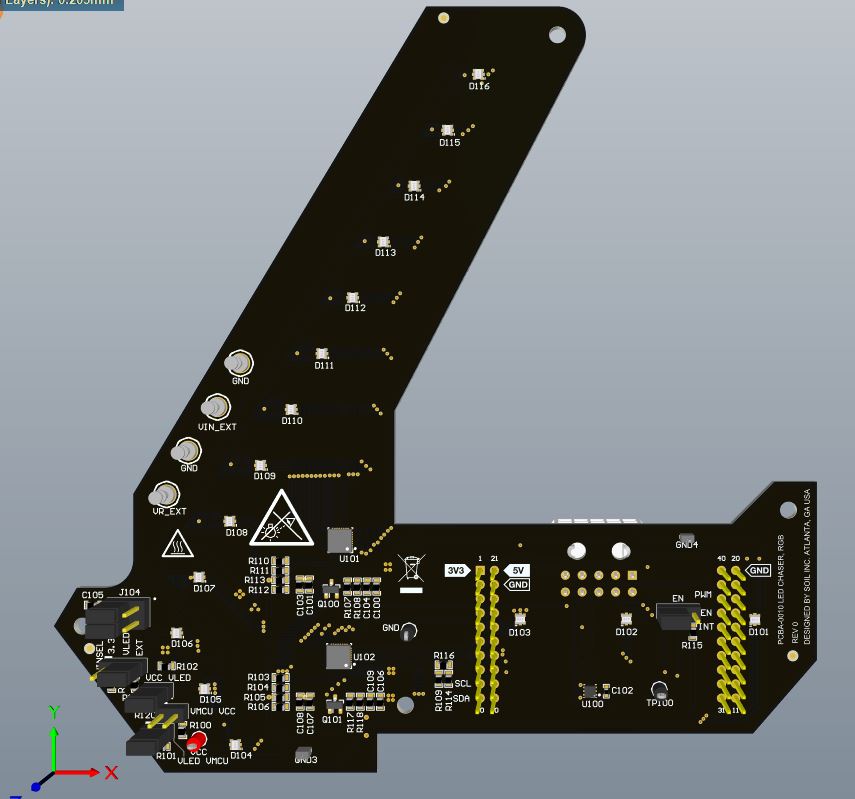 Layers): 0.205mm
D116
D115
D114
D113
D112
D111
GND
D110
VIN_EXT
GND
D109
VR_EXT
D108
U101
R110
R111
R113
R112
D107
C103
C101
Q100
R107
R108
C104
C100
3V3
1 21
5V
GND
GND4
40 20
GND
C105
J104
3.3
VLED
EXT
D106
GND
D103
D102
EN
PWM
EN
INT
R115
D101
U102
R102
VCC VLED
R103
R104
R105
R106
D105
VMCU VCC
C109
C106
R116
SCL
SDA
R109
R114
U100
C102
TP100
31 11
R100
C108
C107
Q101
R117
R118
R101
VCC
VLED VMCU
D104
GND3
PCBA-0010 LED CHASER, RGB
REV 0
DESIGNED BY SOIL INC. ATLANTA, GA USA
Y
X